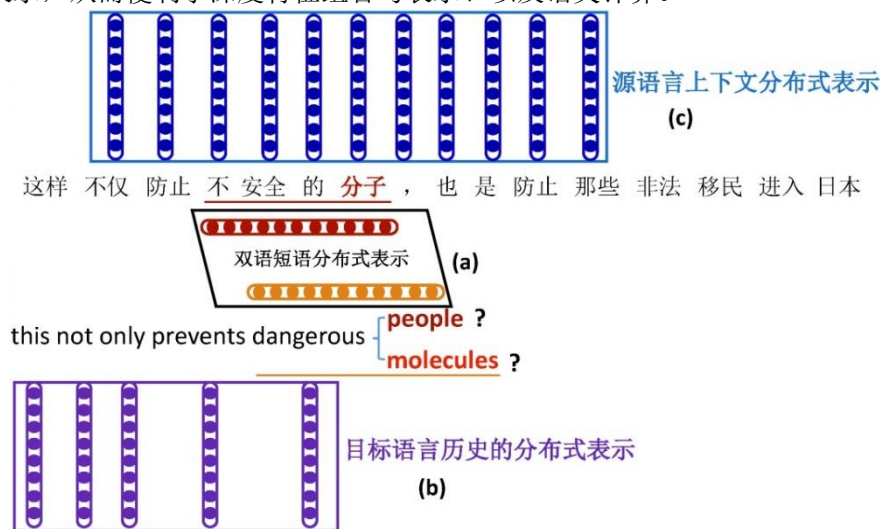 源语言上下文分布式表示
(c)
这样 不仅 防止 不 安全 的 分子 ， 也 是 防止 那些 非法 移民 进入 日本
双语短语分布式表示
(a)
this not only prevents dangerous
people ?
molecules ?
目标语言历史的分布式表示
(b)